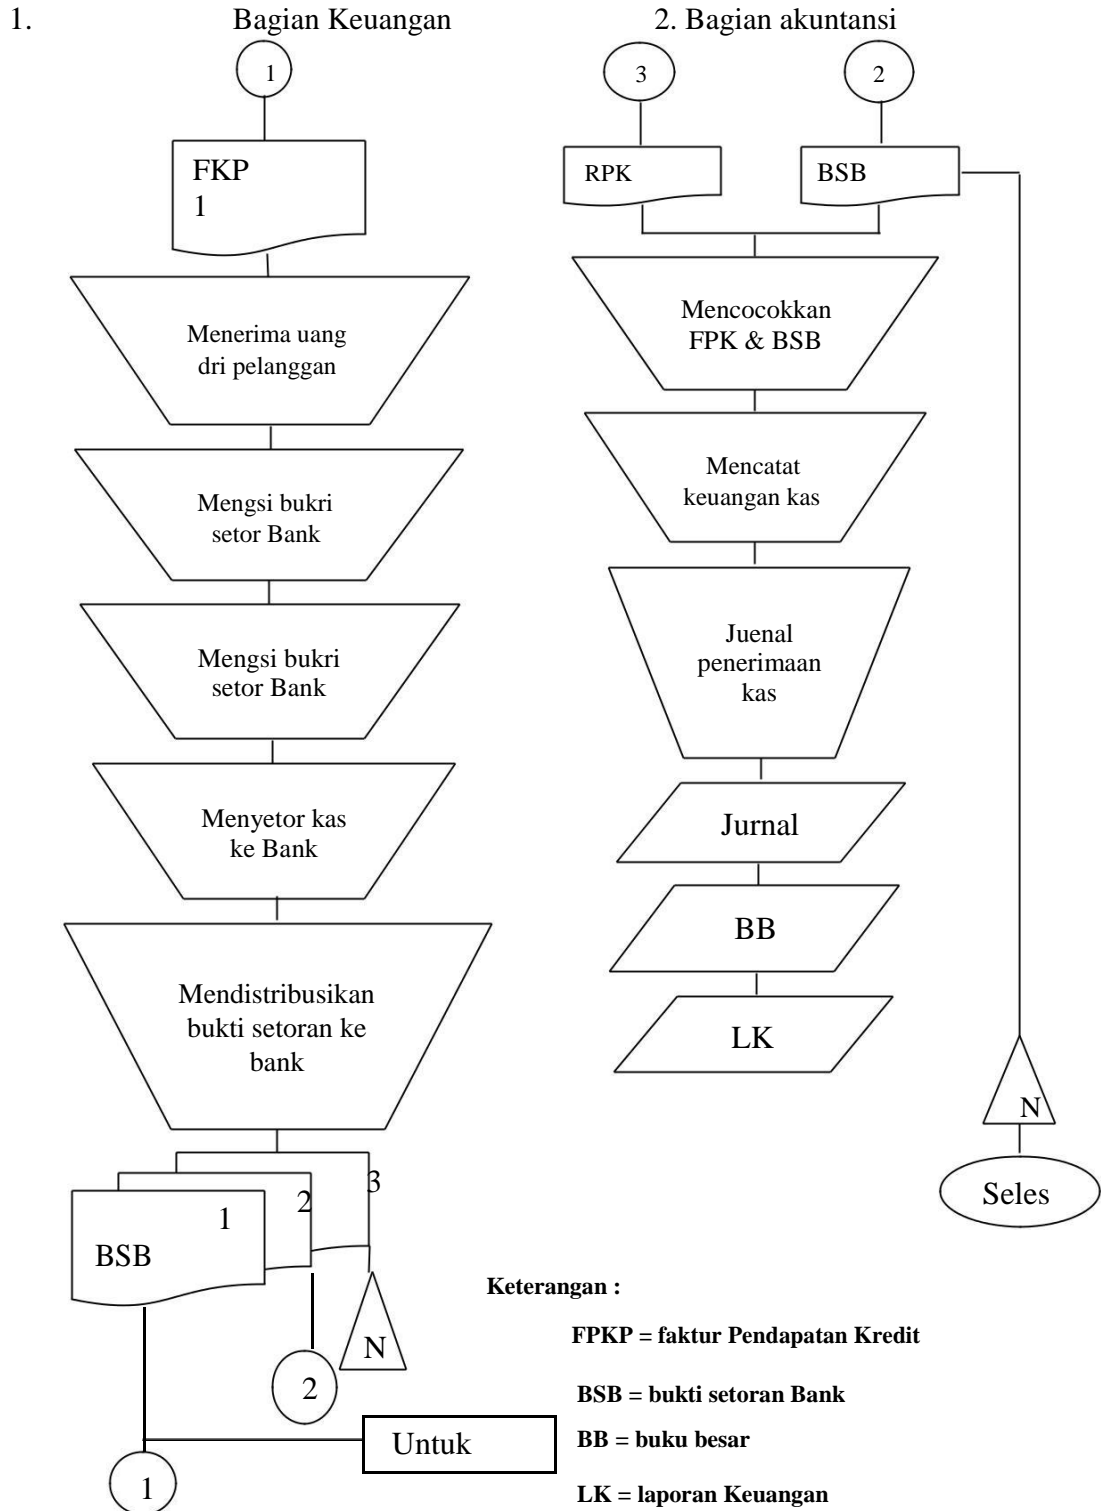 1. Bagian Keuangan
1
FKP
1
Menerima uang
dri pelanggan
Mengsi bukri
setor Bank
Mengsi bukri
setor Bank
Menyetor kas
ke Bank
Mendistribusikan
bukti setoran ke
bank
1
2
3
BSB
N
2
1
Untuk
2. Bagian akuntansi
3
2
RPK
BSB
Mencocokkan
FPK & BSB
Mencatat
keuangan kas
Juenal
penerimaan
kas
Jurnal
BB
LK
N
Seles
Keterangan :
FPKP = faktur Pendapatan Kredit
BSB = bukti setoran Bank
BB = buku besar
LK = laporan Keuangan